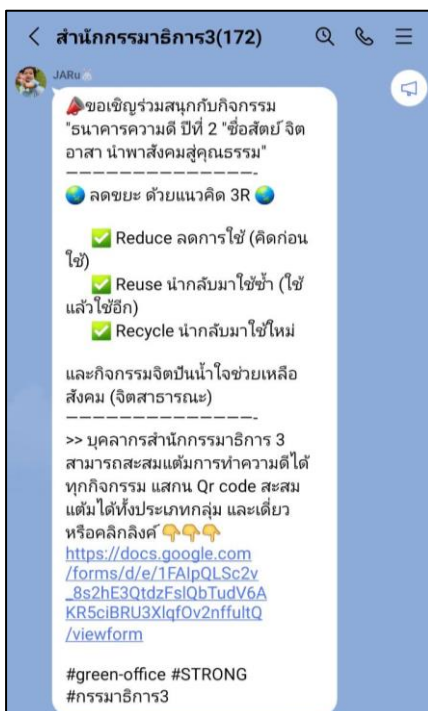 สำนักกรรมาธิการ3(172)
JARu
📣ขอเชิญร่วมสนุกกับกิจกรรม
"ธนาคารความดี ปีที่ 2 "ซื่อสัตย์ จิต
อาสา นำพาสังคมสู่คุณธรรม"
———————————————-
🌏 ลดขยะ ด้วยแนวคิด 3R 🌏
✅ Reduce ลดการใช้ (คิดก่อน
ใช้)
✅ Reuse นำกลับมาใช้ซ้ำ (ใช้
แล้วใช้อีก)
✅ Recycle นำกลับมาใช้ใหม่
และกิจกรรมจิตปันน้ำใจช่วยเหลือ
สังคม (จิตสาธารณะ)
———————————————-
>> บุคลากรสำนักกรรมาธิการ 3
สามารถสะสมแต้มการทำความดีได้
ทุกกิจกรรม แสกน Qr code สะสม
แต้มได้ทั้งประเภทกลุ่ม และเดี่ยว
หรือคลิกลิงค์ 👇👇👇
https://docs.google.com
/forms/d/e/1FAIpQLSc2v
_8s2hE3QtdzFslQbTudV6A
KR5ciBRU3XlqfOv2nffultQ
/viewform
#green-office #STRONG
#กรรมาธิการ3